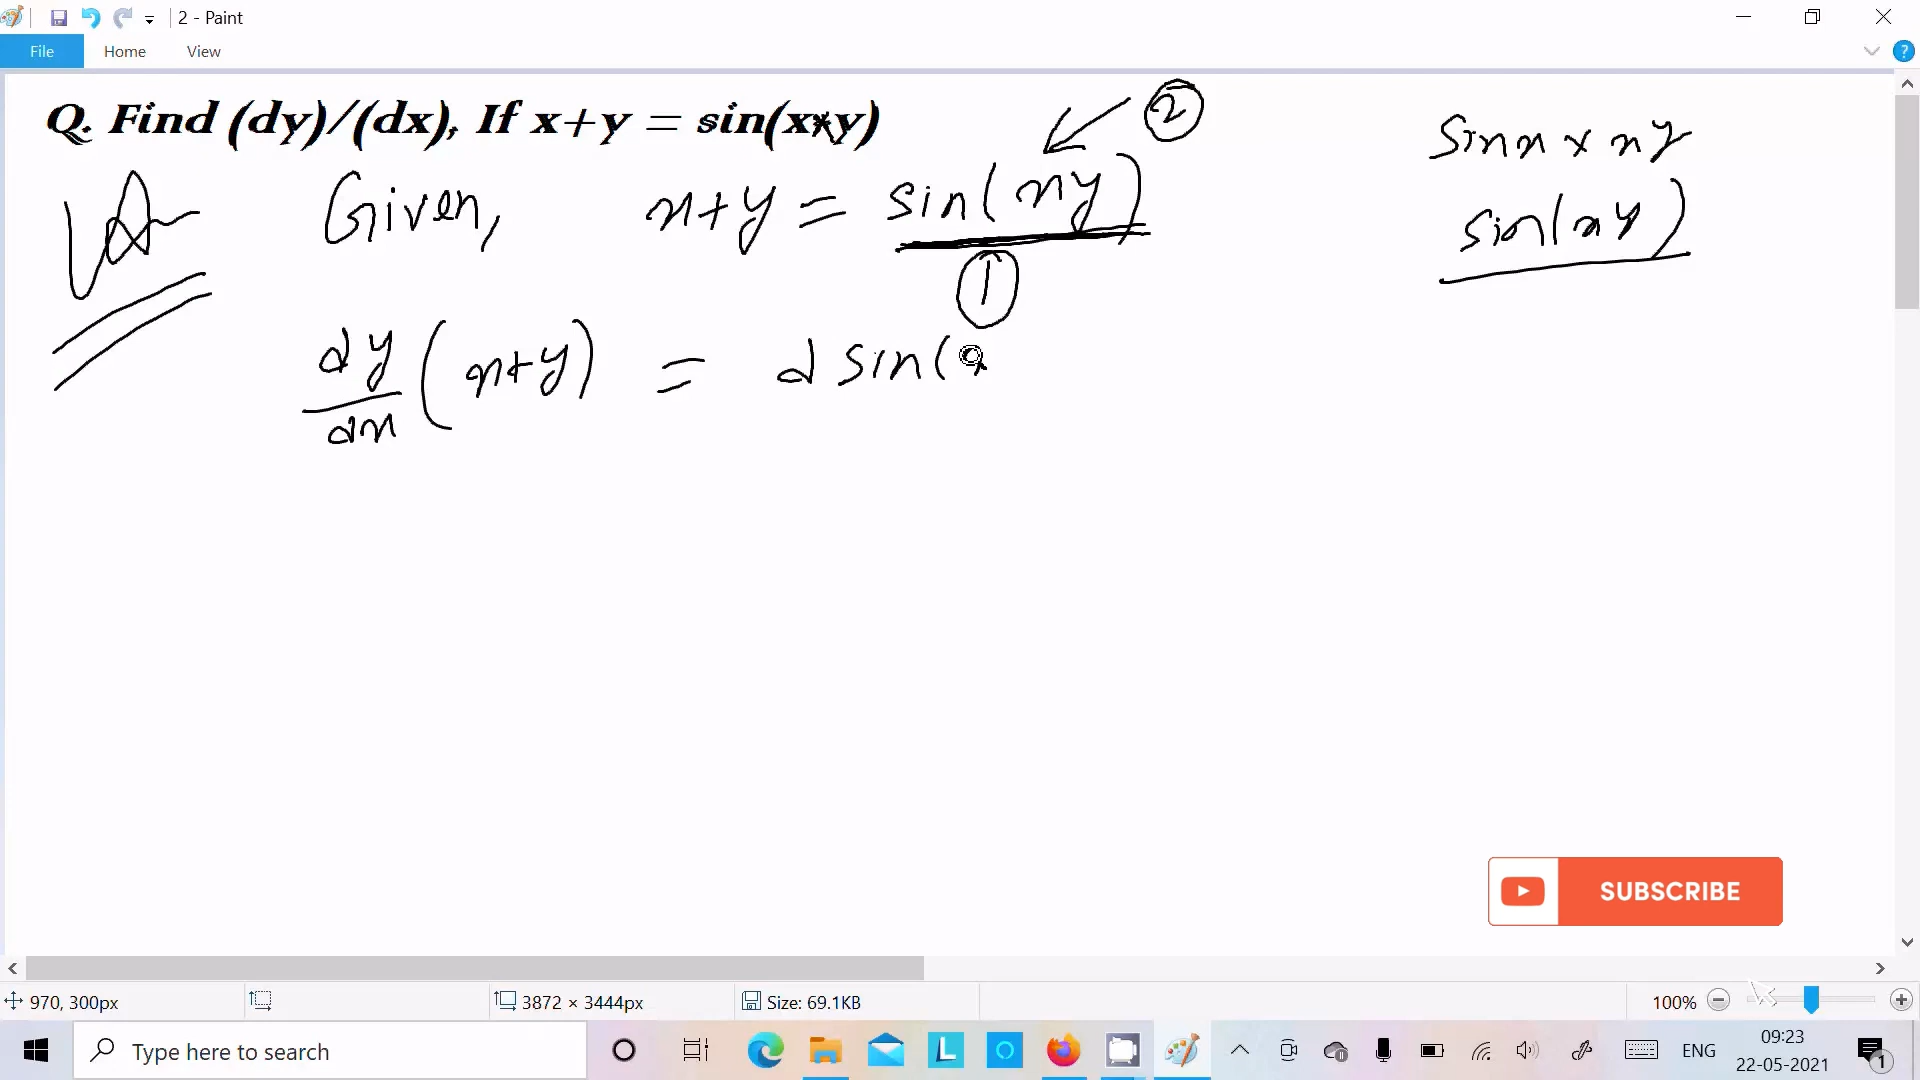 2 - Paint
File Home View
Q. Find (dy)/(dx), If x+y = sin(x*y)
②
sinx x xy
Given, x+y = sin(xy)
sin(xy)
①
dy/dx (x+y) = d sin(
SUBSCRIBE
970, 300px 3872 × 3444px Size: 69.1KB 100%
Type here to search
L
ENG
09:23
22-05-2021
1